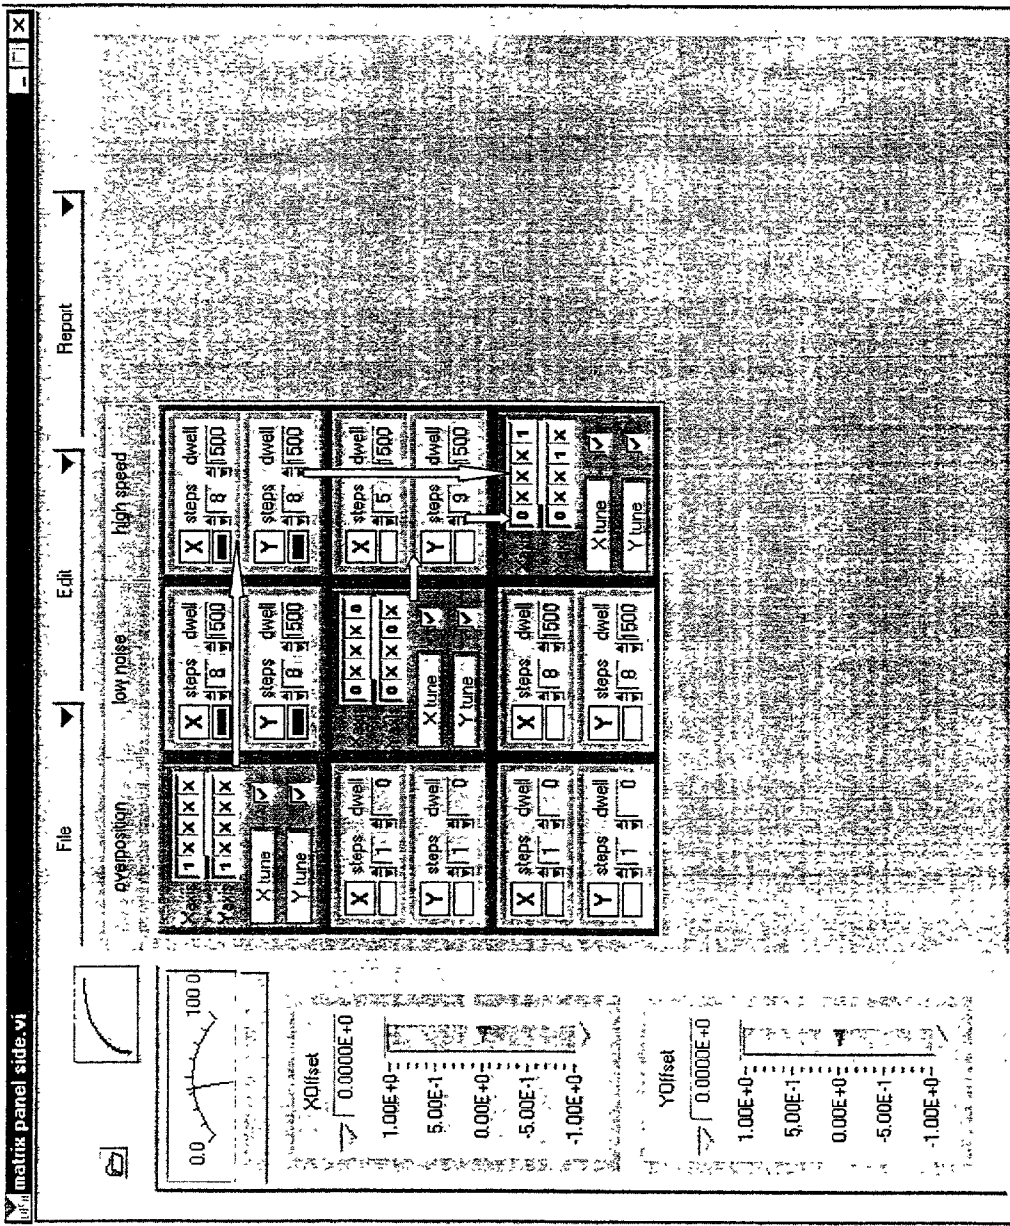 matrix panel side.vi
File
Edit
Report
overposition
low noise
high speed
0.0
100.0
XOffset
0.0000E+0
1.00E+0
5.00E-1
0.00E+0
-5.00E-1
-1.00E+0
YOffset
0.0000E+0
1.00E+0
5.00E-1
0.00E+0
-5.00E-1
-1.00E+0
1 X X X X
1 X X X X
X tune
Y tune
X steps dwell
8 500
Y steps dwell
8 500
X steps dwell
8 500
Y steps dwell
8 500
X steps dwell
1 0
Y steps dwell
1 0
0 X X X 0
0 X X 0 X
X tune
Y tune
X steps dwell
5 500
Y steps dwell
9 500
X steps dwell
1 0
Y steps dwell
1 0
X steps dwell
8 500
Y steps dwell
8 500
0 X X X 1
0 X X 1 X
X tune
Y tune